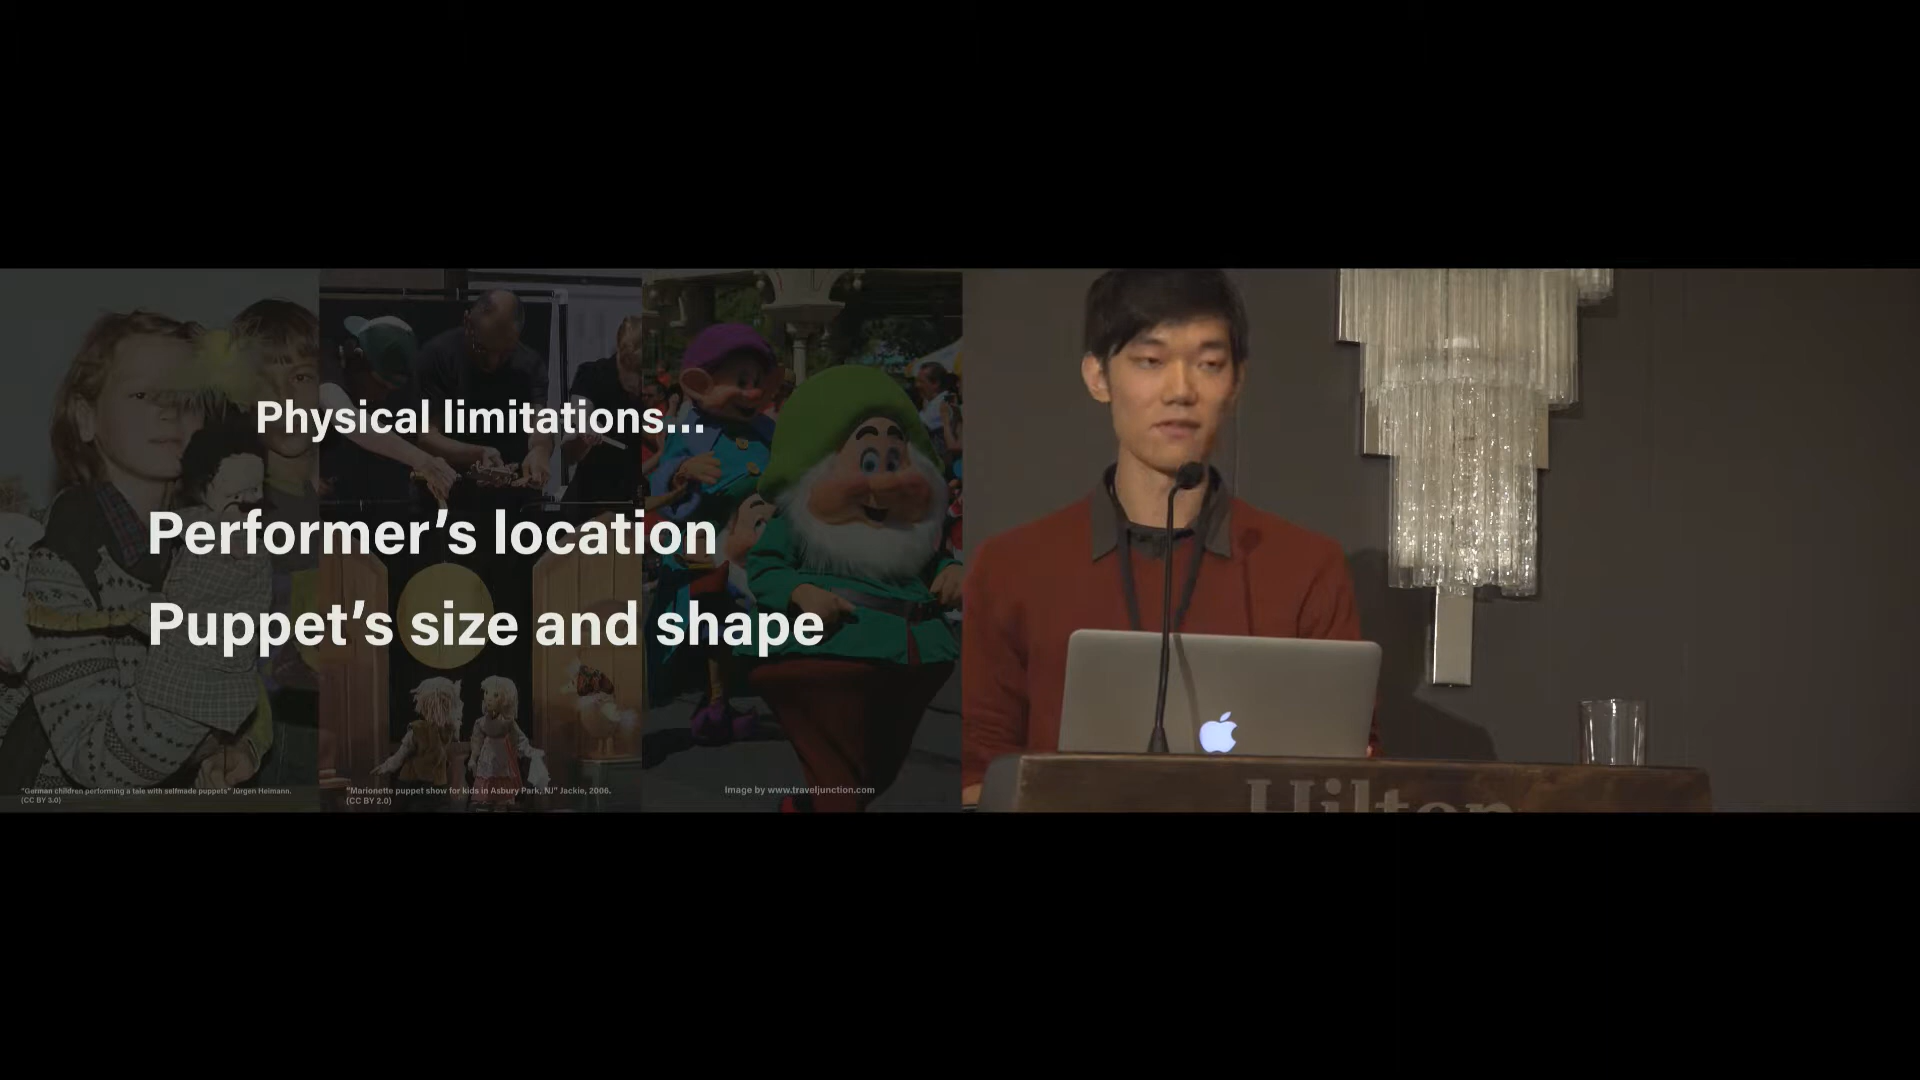 Physical limitations...
Performer's location
Puppet's size and shape
"German children performing a tale with selfmade puppets" Jürgen Heimann.
(CC BY 3.0)
"Marionette puppet show for kids in Asbury Park, NJ" Jackie, 2006.
(CC BY 2.0)
Image by www.traveljunction.com
Hilton